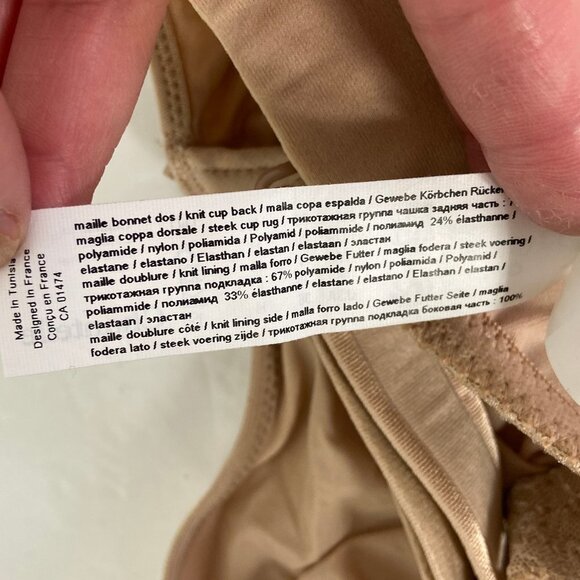 Made in Tunisia
Designed in France
Conçu en France
CA 01474
maille bonnet dos / knit cup back / malla copa espalda / Gewebe Körbchen Rücken
maglia coppa dorsale / steek cup rug / трикотажная группа чашка задняя часть :
polyamide / nylon / poliamida / Polyamid / poliammide / полиамид 24% élasthanne /
elastane / elastano / Elasthan / elastan / elastaan / эластан
maille doublure / knit lining / malla forro / Gewebe Futter / maglia fodera / steek voering /
трикотажная группа подкладка : 67% polyamide / nylon / poliamida / Polyamid /
poliammide / полиамид 33% élasthanne / elastane / elastano / Elasthan / elastan /
elastaan / эластан
maille doublure côté / knit lining side / malla forro lado / Gewebe Futter Seite / maglia
fodera lato / steek voering zijde / трикотажная группа подкладка боковая часть : 100%